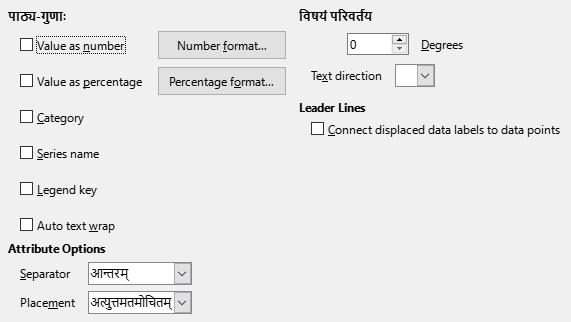 पाठ्य-गुणाः
Value as number
Number format...
Value as percentage
Percentage format...
Category
Series name
Legend key
Auto text wrap
Attribute Options
Separator आन्तरम्
Placement अत्युत्तमतमोचितम्
विषयं परिवर्तय
0 Degrees
Text direction
Leader Lines
Connect displaced data labels to data points